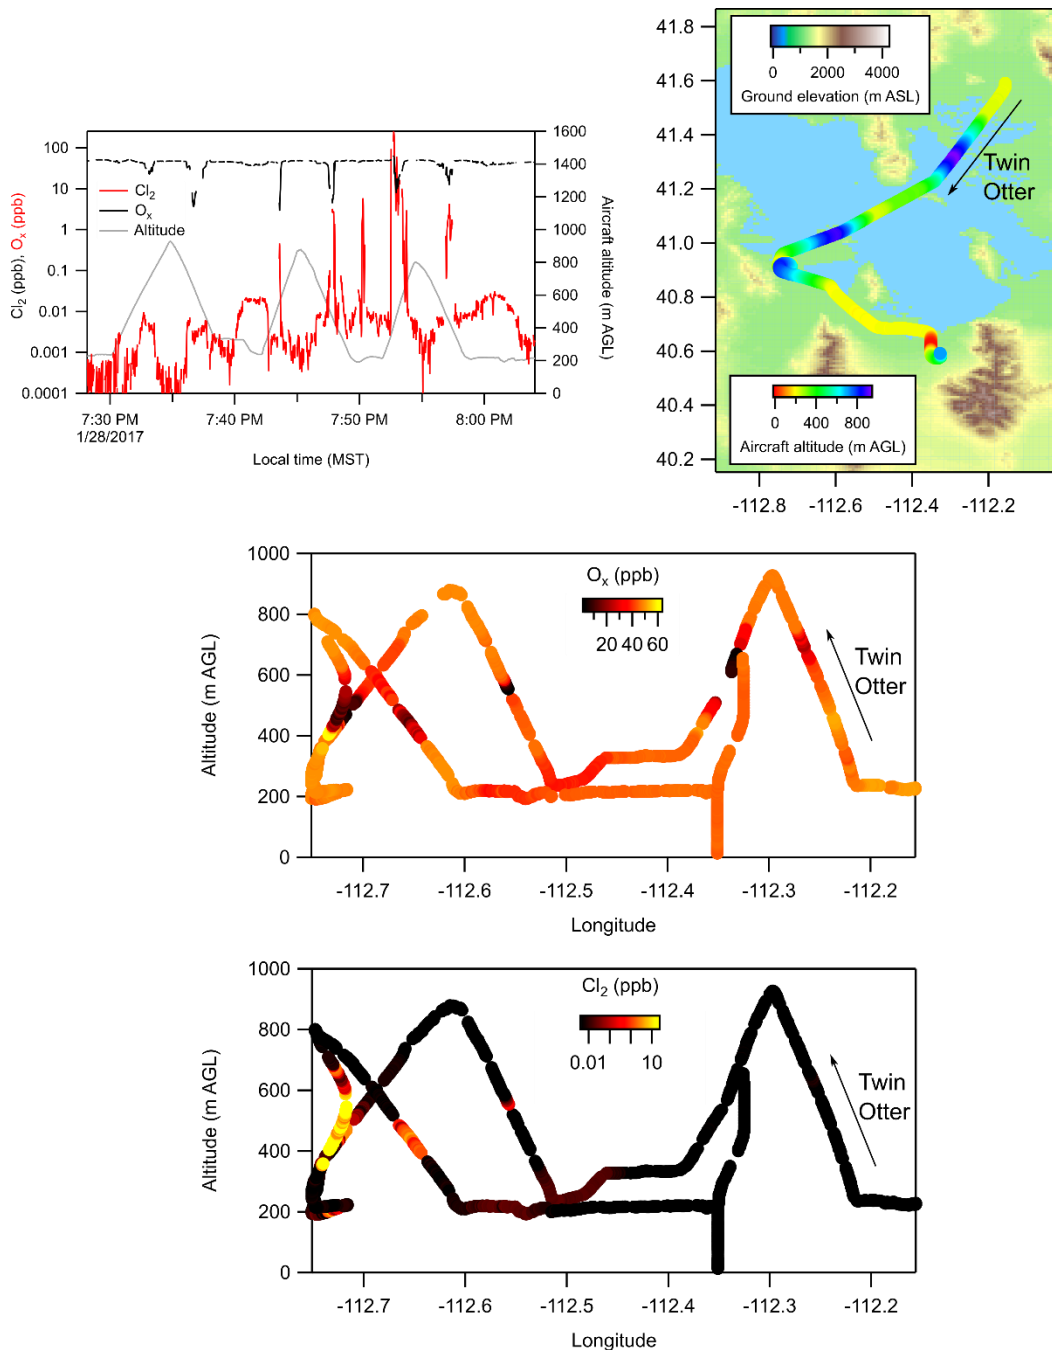 100
10
1
0.1
0.01
0.001
0.0001
Cl2 (ppb), Ox (ppb)
Cl2
Ox
Altitude
1600
1400
1200
1000
800
600
400
200
0
Aircraft altitude (m AGL)
7:30 PM 7:40 PM 7:50 PM 8:00 PM
1/28/2017
Local time (MST)
41.8
41.6
41.4
41.2
41.0
40.8
40.6
40.4
40.2
0 2000 4000
Ground elevation (m ASL)
Twin
Otter
0 400 800
Aircraft altitude (m AGL)
-112.8 -112.6 -112.4 -112.2
1000
800
600
400
200
0
Altitude (m AGL)
Ox (ppb)
20 40 60
Twin
Otter
-112.7 -112.6 -112.5 -112.4 -112.3 -112.2
Longitude
1000
800
600
400
200
0
Altitude (m AGL)
Cl2 (ppb)
0.01 10
Twin
Otter
-112.7 -112.6 -112.5 -112.4 -112.3 -112.2
Longitude